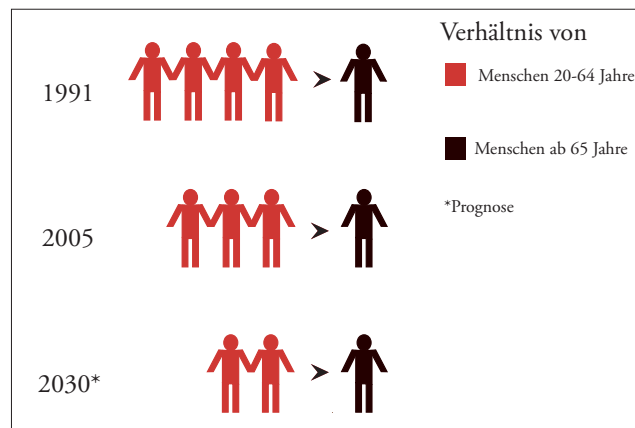 Verhältnis von
Menschen 20-64 Jahre
Menschen ab 65 Jahre
*Prognose
1991
2005
2030*